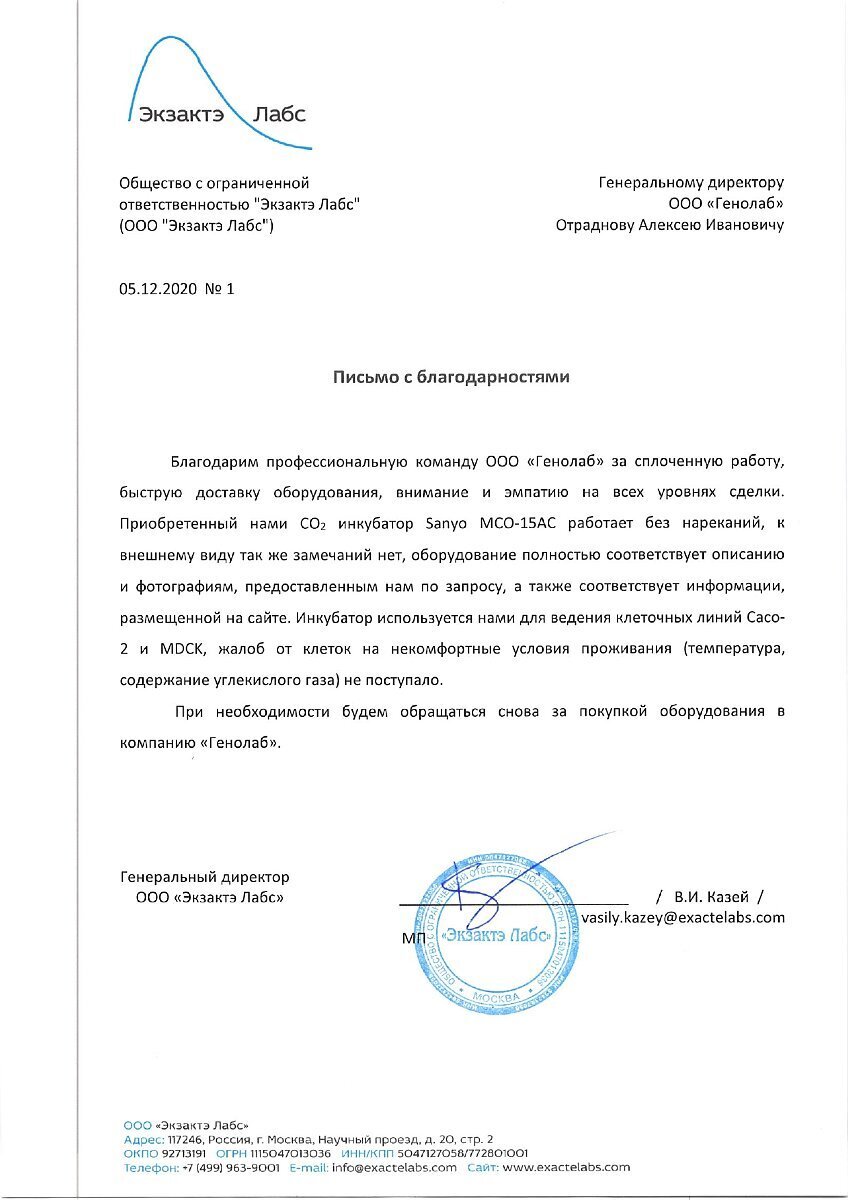 Экзактэ Лабс
Общество с ограниченной
ответственностью "Экзактэ Лабс"
(ООО "Экзактэ Лабс")
Генеральному директору
ООО «Генолаб»
Отраднову Алексею Ивановичу
05.12.2020 № 1
Письмо с благодарностями
Благодарим профессиональную команду ООО «Генолаб» за сплоченную работу,
быструю доставку оборудования, внимание и эмпатию на всех уровнях сделки.
Приобретенный нами CO₂ инкубатор Sanyo MCO-15AC работает без нареканий, к
внешнему виду так же замечаний нет, оборудование полностью соответствует описанию
и фотографиям, предоставленным нам по запросу, а также соответствует информации,
размещенной на сайте. Инкубатор используется нами для ведения клеточных линий Caco-
2 и MDCK, жалоб от клеток на некомфортные условия проживания (температура,
содержание углекислого газа) не поступало.
При необходимости будем обращаться снова за покупкой оборудования в
компанию «Генолаб».
Генеральный директор
ООО «Экзактэ Лабс»
/ В.И. Казей /
vasily.kazey@exactelabs.com
МП
ОБЩЕСТВО С ОГРАНИЧЕННОЙ ОТВЕТСТВЕННОСТЬЮ ОГРН 1115047013036
«Экзактэ Лабс»
* МОСКВА *
ООО «Экзактэ Лабс»
Адрес: 117246, Россия, г. Москва, Научный проезд, д. 20, стр. 2
ОКПО 92713191 ОГРН 1115047013036 ИНН/КПП 5047127058/772801001
Телефон: +7 (499) 963-9001 E-mail: info@exactelabs.com Сайт: www.exactelabs.com